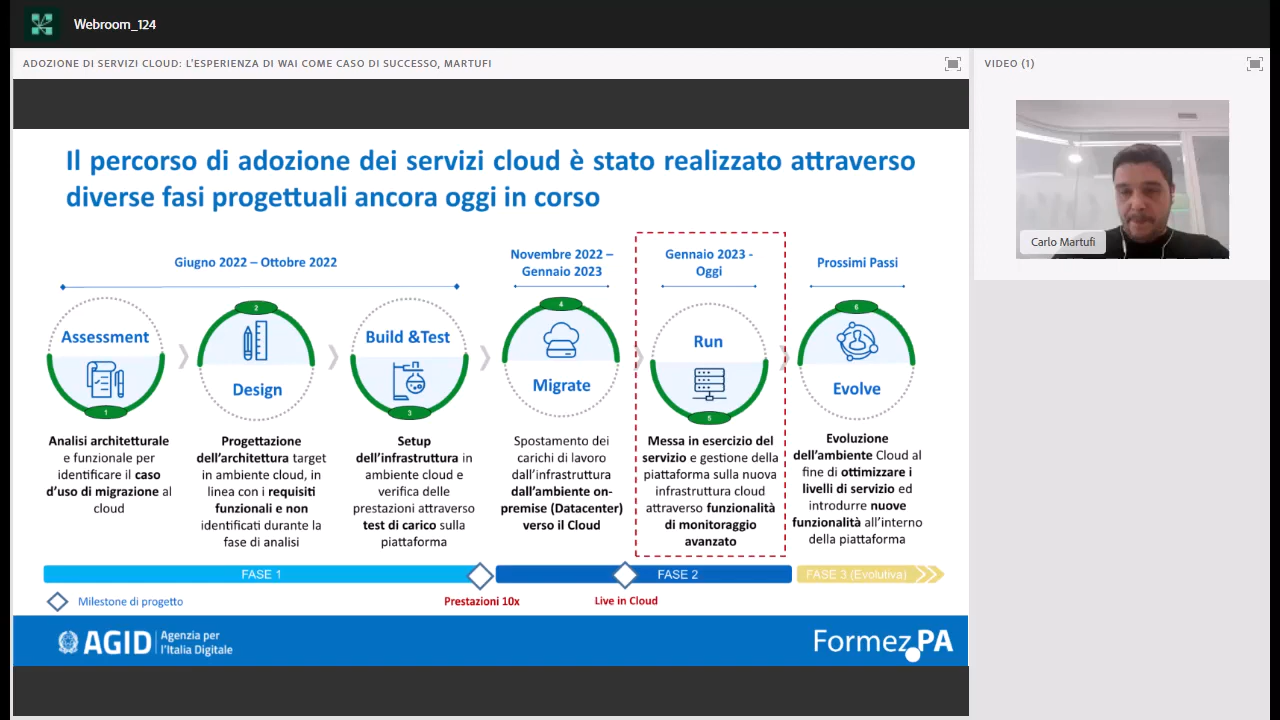 Webroom_124
ADOZIONE DI SERVIZI CLOUD: L'ESPERIENZA DI WAI COME CASO DI SUCCESSO, MARTUFI
VIDEO (1)
Carlo Martufi
Il percorso di adozione dei servizi cloud è stato realizzato attraverso
diverse fasi progettuali ancora oggi in corso
Giugno 2022 – Ottobre 2022
Novembre 2022 –
Gennaio 2023
Gennaio 2023 -
Oggi
Prossimi Passi
Assessment
1
Analisi architetturale
e funzionale per
identificare il caso
d'uso di migrazione al
cloud
2
Design
Progettazione
dell'architettura target
in ambiente cloud, in
linea con i requisiti
funzionali e non
identificati durante la
fase di analisi
Build &Test
3
Setup
dell'infrastruttura in
ambiente cloud e
verifica delle
prestazioni attraverso
test di carico sulla
piattaforma
4
Migrate
Spostamento dei
carichi di lavoro
dall'infrastruttura
dall'ambiente on-
premise (Datacenter)
verso il Cloud
Run
5
Messa in esercizio del
servizio e gestione della
piattaforma sulla nuova
infrastruttura cloud
attraverso funzionalità
di monitoraggio
avanzato
6
Evolve
Evoluzione
dell'ambiente Cloud al
fine di ottimizzare i
livelli di servizio ed
introdurre nuove
funzionalità all'interno
della piattaforma
FASE 1
FASE 2
FASE 3 (Evolutiva)
Milestone di progetto
Prestazioni 10x
Live in Cloud
AGID
Agenzia per
l'Italia Digitale
Formez PA